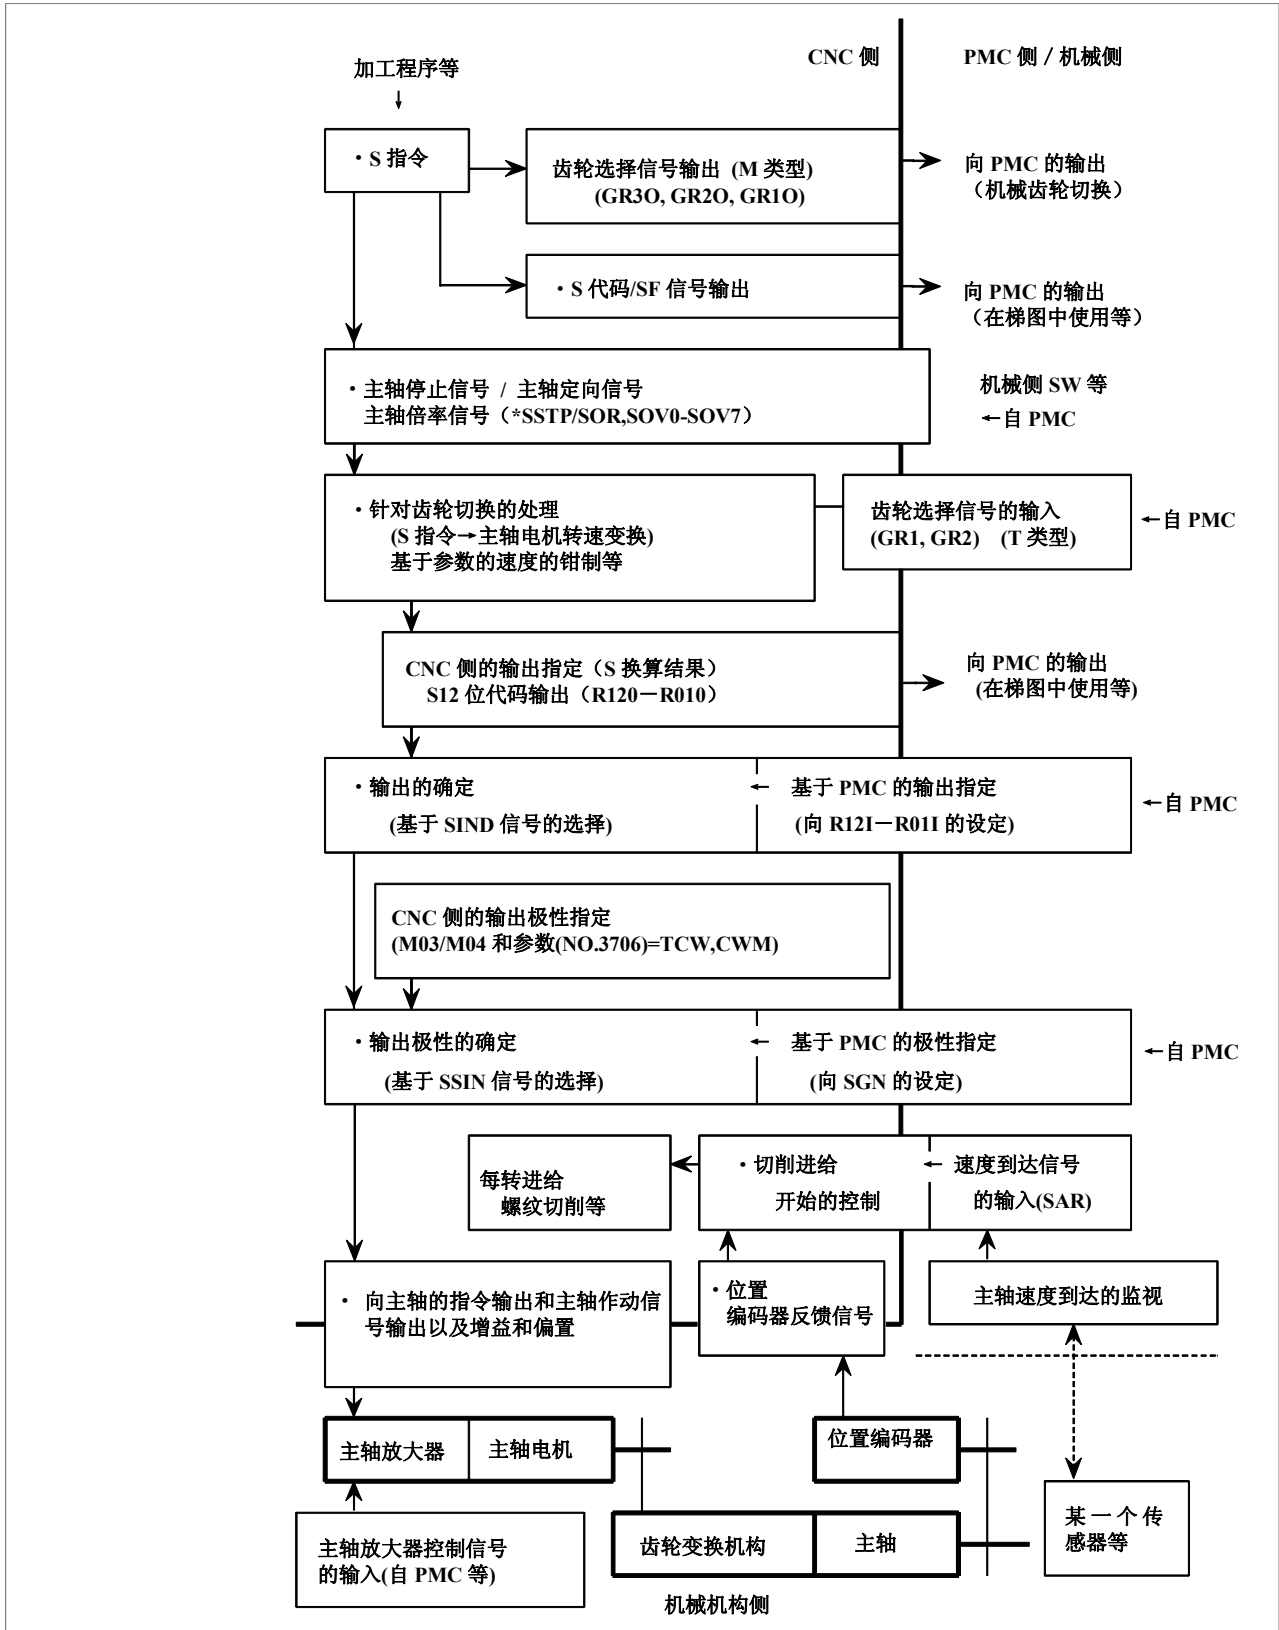 CNC 侧
PMC 侧 / 机械侧
加工程序等
・S 指令
齿轮选择信号输出 (M 类型)
(GR3O, GR2O, GR1O)
向 PMC 的输出
（机械齿轮切换）
・S 代码/SF 信号输出
向 PMC 的输出
（在梯图中使用等）
・主轴停止信号 / 主轴定向信号
主轴倍率信号（*SSTP/SOR,SOV0-SOV7）
机械侧 SW 等
←自 PMC
・针对齿轮切换的处理
(S 指令→主轴电机转速变换)
基于参数的速度的钳制等
齿轮选择信号的输入
(GR1, GR2) (T 类型)
←自 PMC
CNC 侧的输出指定（S 换算结果）
S12 位代码输出（R120－R010）
向 PMC 的输出
(在梯图中使用等)
・输出的确定
(基于 SIND 信号的选择)
← 基于 PMC 的输出指定
(向 R12I－R01I 的设定)
←自 PMC
CNC 侧的输出极性指定
(M03/M04 和参数(NO.3706)=TCW,CWM)
・输出极性的确定
(基于 SSIN 信号的选择)
← 基于 PMC 的极性指定
(向 SGN 的设定)
←自 PMC
每转进给
螺纹切削等
・切削进给
开始的控制
← 速度到达信号
的输入(SAR)
・ 向主轴的指令输出和主轴作动信
号输出以及增益和偏置
・位置
编码器反馈信号
主轴速度到达的监视
主轴放大器
主轴电机
位置编码器
主轴放大器控制信号
的输入(自 PMC 等)
齿轮变换机构
主轴
某 一 个 传
感器等
机械机构侧